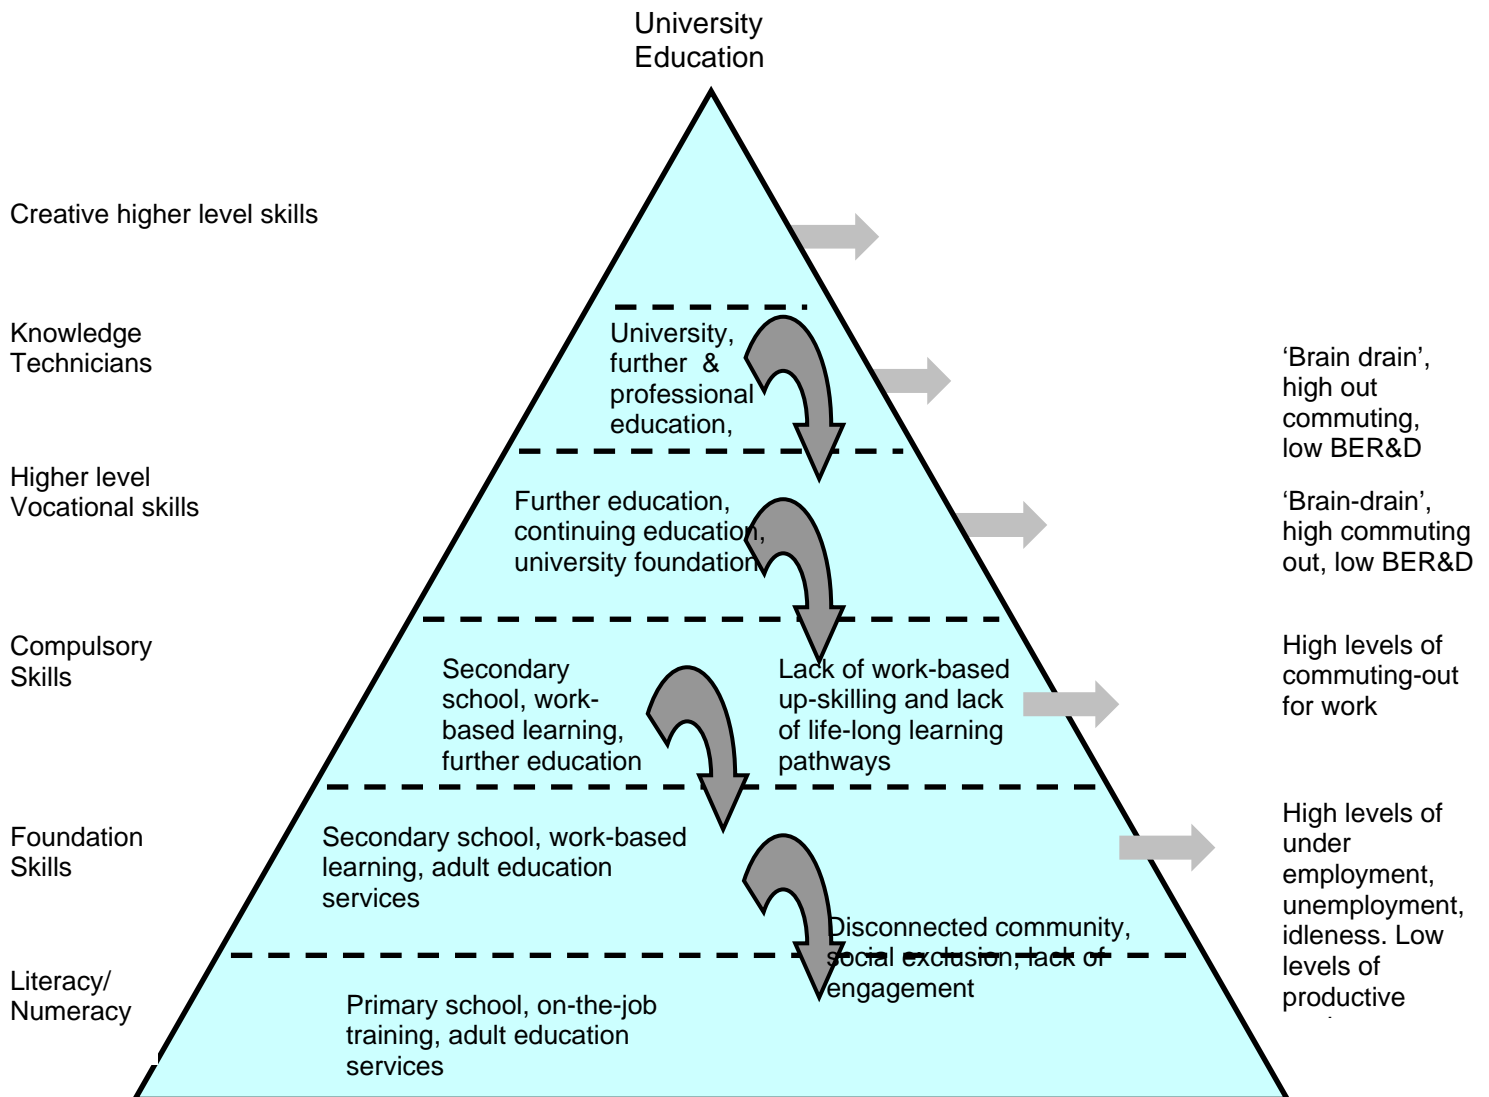 University
Education
Creative higher level skills
Knowledge
Technicians
University,
further & 
professional
education,
‘Brain drain’,
high out
commuting,
low BER&D
Higher level
Vocational skills
Further education,
continuing education,
university foundation
‘Brain-drain’,
high commuting
out, low BER&D
Compulsory
Skills
Secondary
school, work-
based learning,
further education
Lack of work-based
up-skilling and lack
of life-long learning
pathways
High levels of
commuting-out
for work
Foundation
Skills
Secondary school, work-based
learning, adult education
services
Disconnected community,
social exclusion, lack of
engagement
High levels of
under
employment,
unemployment,
idleness. Low
levels of
productive
Literacy/
Numeracy
Primary school, on-the-job
training, adult education
services